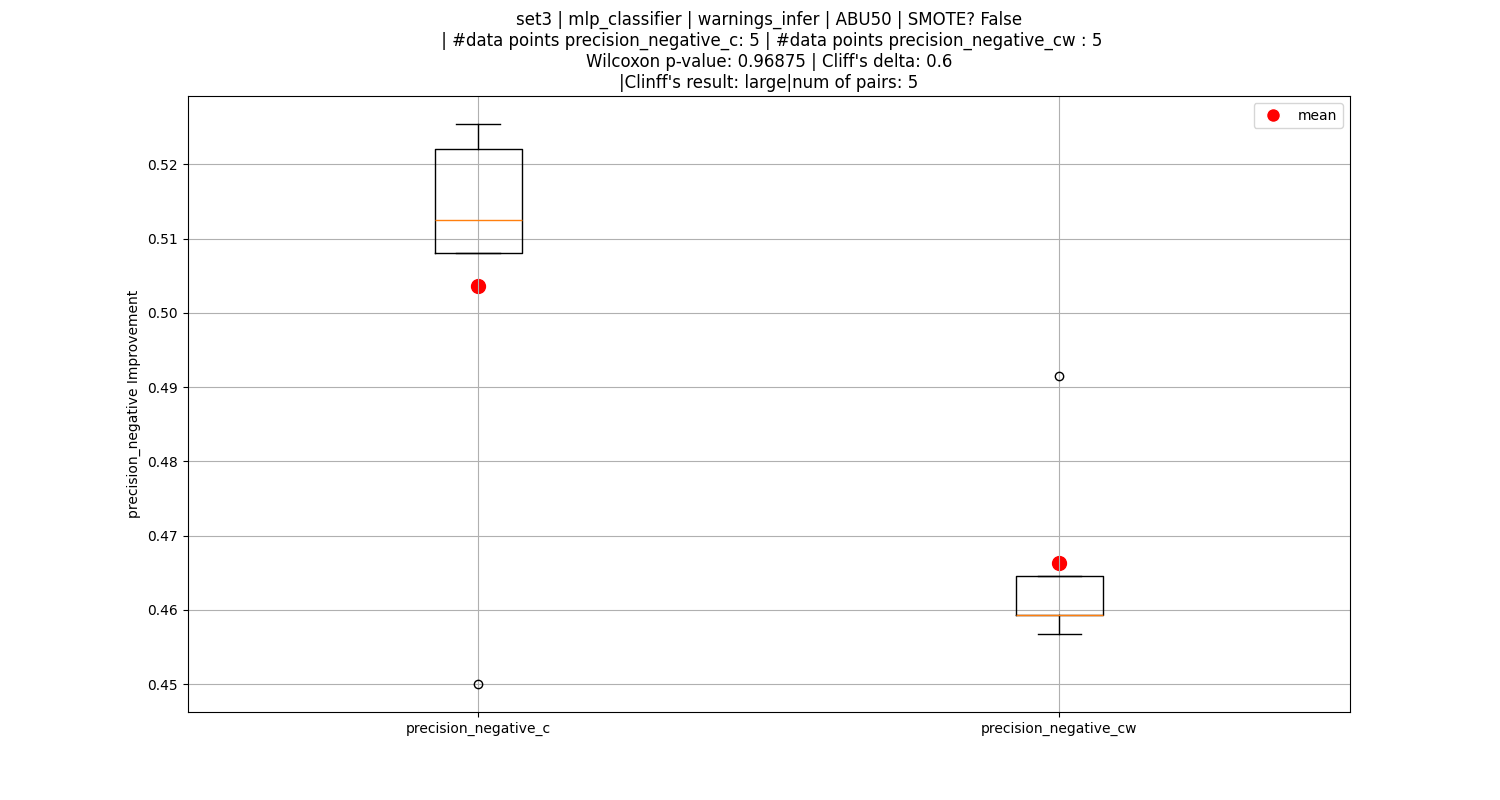 set3 | mlp_classifier | warnings_infer | ABU50 | SMOTE? False
| #data points precision_negative_c: 5 | #data points precision_negative_cw : 5
Wilcoxon p-value: 0.96875 | Cliff's delta: 0.6
|Clinff's result: large|num of pairs: 5
mean
0.52
0.51
0.50
0.49
0.48
0.47
0.46
0.45
precision_negative Improvement
precision_negative_c
precision_negative_cw